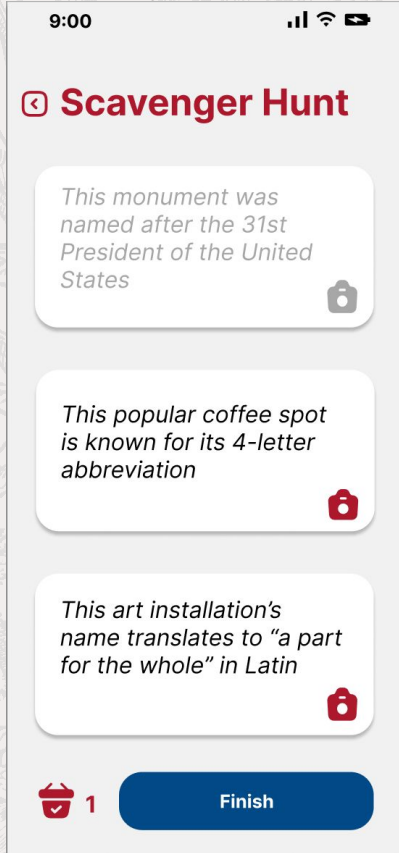 9:00
Scavenger Hunt
This monument was
named after the 31st
President of the United
States
This popular coffee spot
is known for its 4-letter
abbreviation
This art installation's
name translates to “a part
for the whole” in Latin
1
Finish